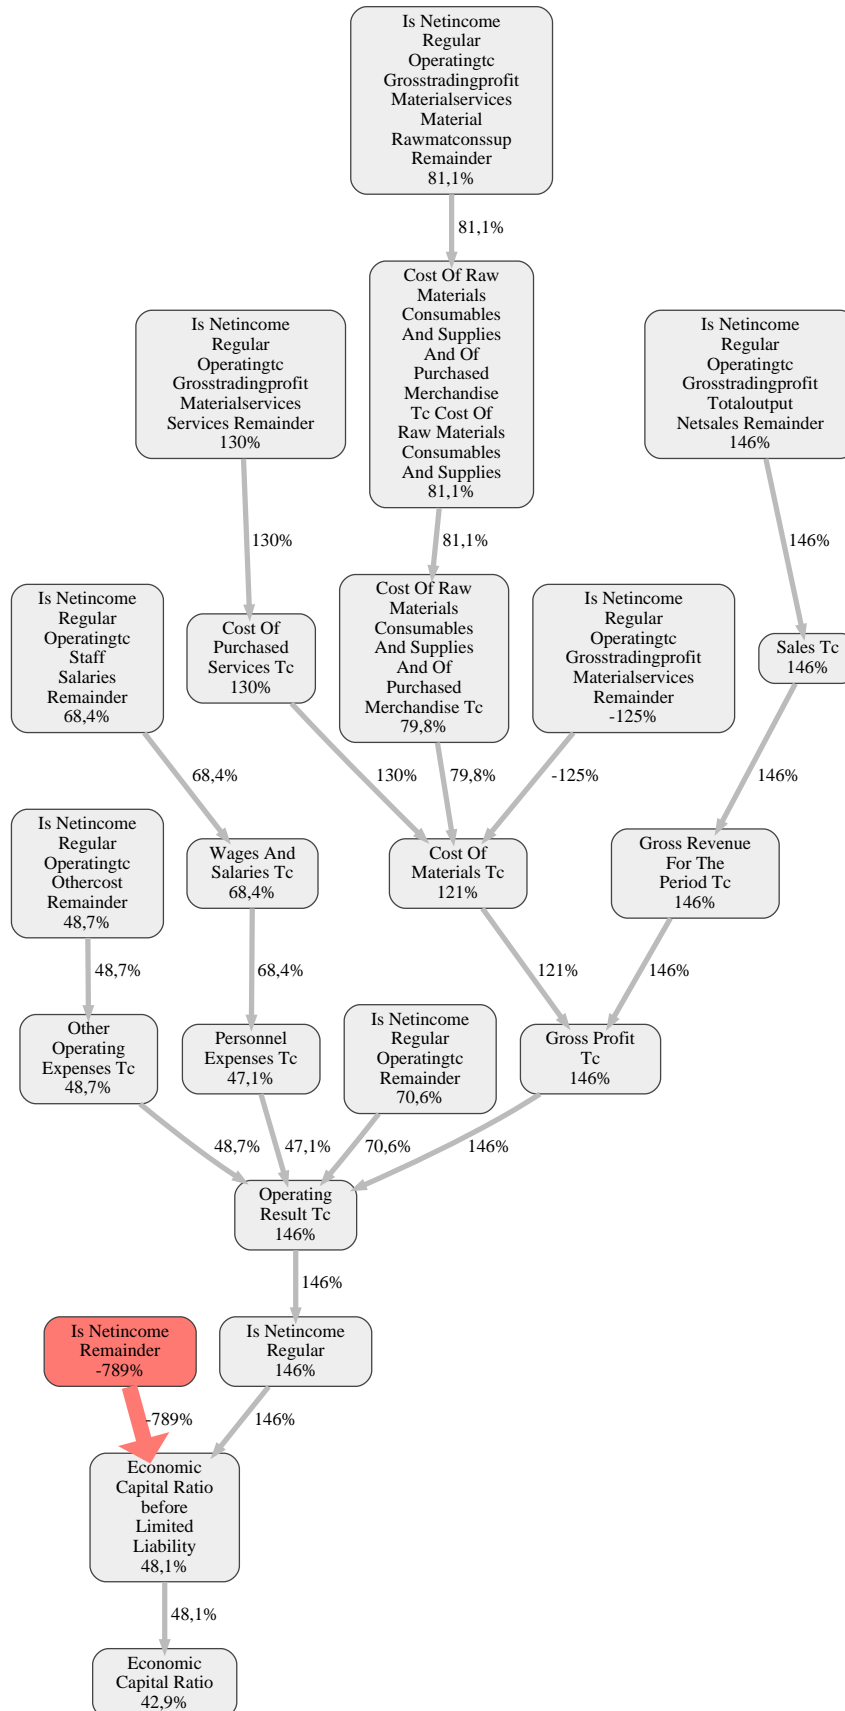 Is Netincome
Regular
Operatingtc
Grosstradingprofit
Materialservices
Material
Rawmatconssup
Remainder
81,1%
81,1%
Cost Of Raw
Materials
Consumables
And Supplies
And Of
Purchased
Merchandise
Tc Cost Of
Raw Materials
Consumables
And Supplies
81,1%
Is Netincome
Regular
Operatingtc
Grosstradingprofit
Materialservices
Services Remainder
130%
Is Netincome
Regular
Operatingtc
Grosstradingprofit
Totaloutput
Netsales Remainder
146%
130%
81,1%
146%
Is Netincome
Regular
Operatingtc
Staff
Salaries
Remainder
68,4%
Cost Of
Purchased
Services Tc
130%
Cost Of Raw
Materials
Consumables
And Supplies
And Of
Purchased
Merchandise Tc
79,8%
Is Netincome
Regular
Operatingtc
Grosstradingprofit
Materialservices
Remainder
-125%
Sales Tc
146%
68,4%
130%
79,8%
-125%
146%
Is Netincome
Regular
Operatingtc
Othercost
Remainder
48,7%
Wages And
Salaries Tc
68,4%
Cost Of
Materials Tc
121%
Gross Revenue
For The
Period Tc
146%
48,7%
68,4%
121%
146%
Other
Operating
Expenses Tc
48,7%
Personnel
Expenses Tc
47,1%
Is Netincome
Regular
Operatingtc
Remainder
70,6%
Gross Profit
Tc
146%
48,7%
47,1%
70,6%
146%
Operating
Result Tc
146%
146%
Is Netincome
Remainder
-789%
Is Netincome
Regular
146%
-789%
146%
Economic
Capital Ratio
before
Limited
Liability
48,1%
48,1%
Economic
Capital Ratio
42,9%